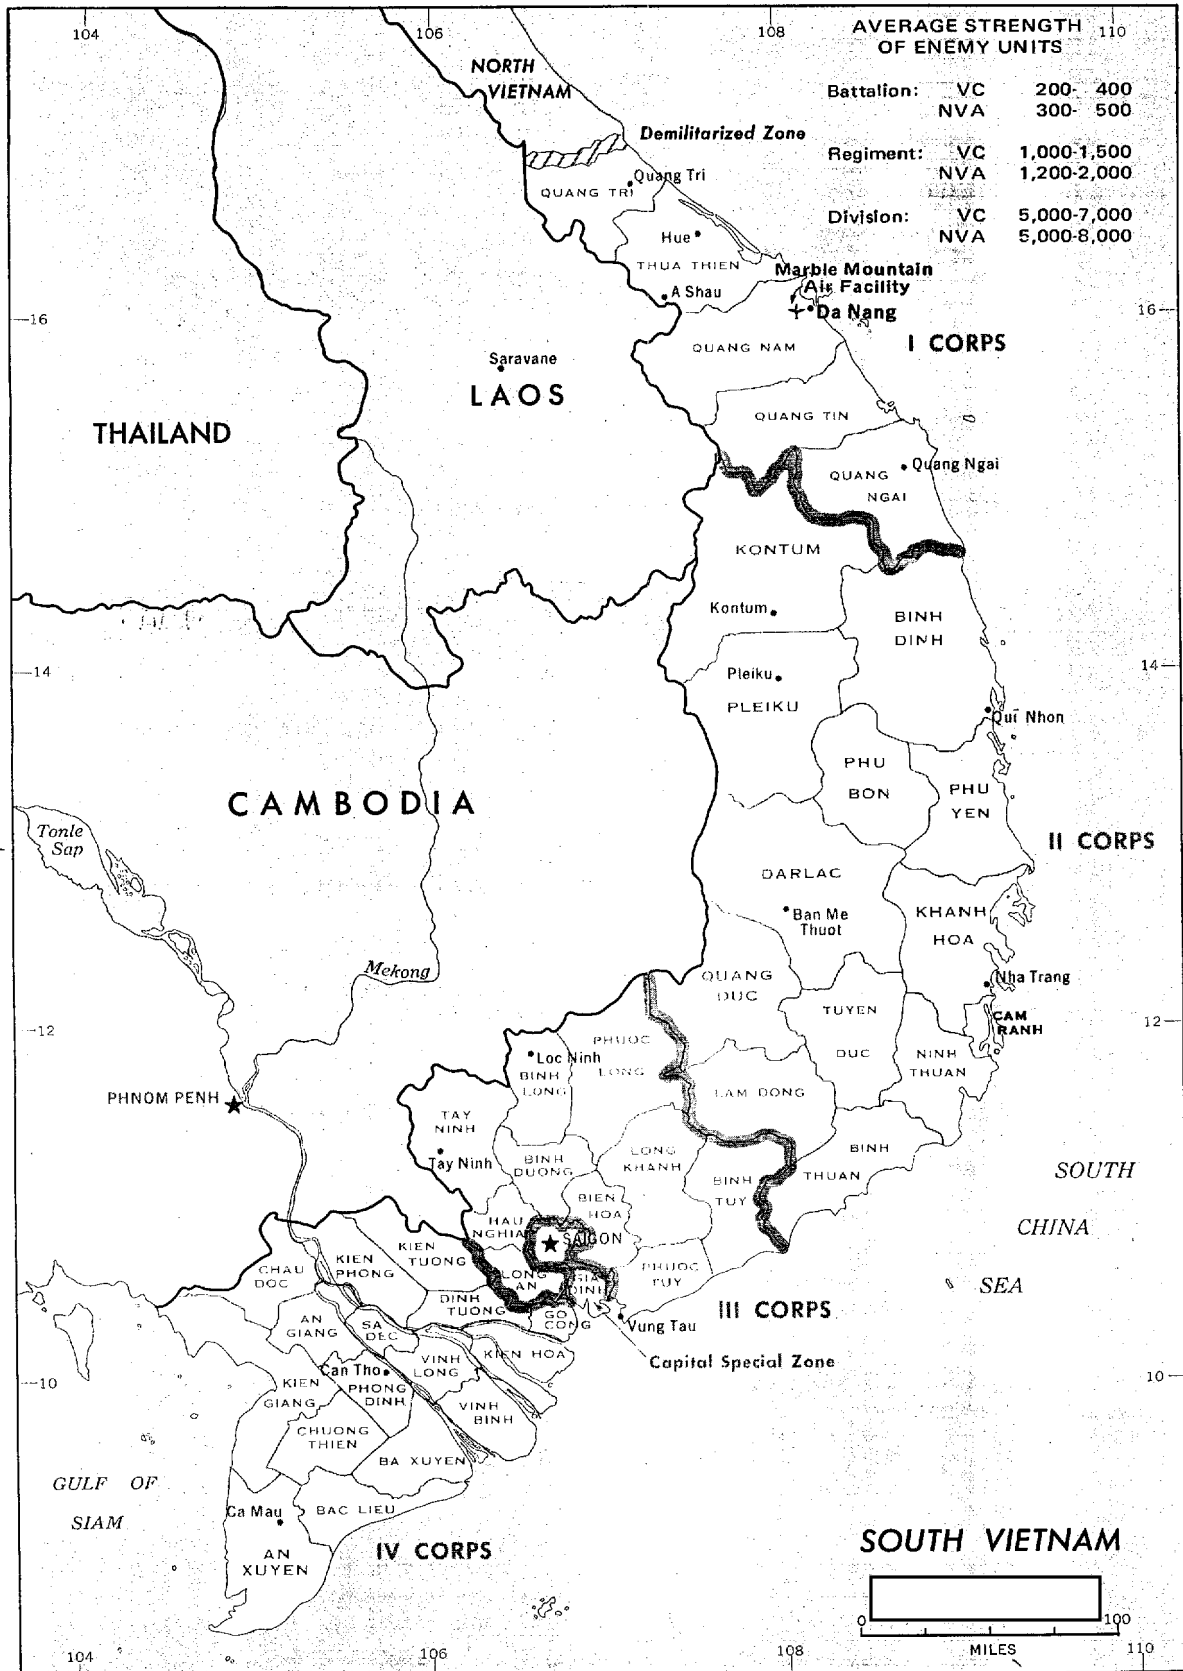 104
106
108
110
AVERAGE STRENGTH
OF ENEMY UNITS
Battalion: VC 200- 400
NVA 300- 500
Regiment: VC 1,000-1,500
NVA 1,200-2,000
Division: VC 5,000-7,000
NVA 5,000-8,000
NORTH
VIETNAM
Demilitarized Zone
Quang Tri
QUANG TRI
Hue
THUA THIEN
A Shau
Marble Mountain
Air Facility
Da Nang
16
16
I CORPS
QUANG NAM
Saravane
LAOS
THAILAND
QUANG TIN
Quang Ngai
QUANG
NGAI
KONTUM
Kontum
BINH
DINH
14
14
Pleiku
PLEIKU
Qui Nhon
PHU
BON
PHU
YEN
CAMBODIA
Tonle
Sap
II CORPS
DARLAC
Ban Me
Thuot
KHANH
HOA
Mekong
QUANG
DUC
Nha Trang
TUYEN
DUC
CAM
RANH
12
12
PHUOC
LONG
Loc Ninh
BINH
LONG
NINH
THUAN
LAM DONG
PHNOM PENH
TAY
NINH
Tay Ninh
BINH
DUONG
LONG
KHANH
BINH
TUY
BINH
THUAN
SOUTH
CHINA
SEA
BIEN
HOA
HAU
NGHIA
SAIGON
KIEN
TUONG
KIEN
PHONG
CHAU
DOC
LONG
AN
GIA
DINH
PHUOC
TUY
DINH
TUONG
GO
CONG
III CORPS
Vung Tau
Capital Special Zone
AN
GIANG
SA
DEC
VINH
LONG
KIEN HOA
Can Tho
PHONG
DINH
KIEN
GIANG
VINH
BINH
10
10
CHUONG
THIEN
BA XUYEN
GULF OF
SIAM
Ca Mau
BAC LIEU
AN
XUYEN
IV CORPS
SOUTH VIETNAM
0
100
MILES
104
106
108
110